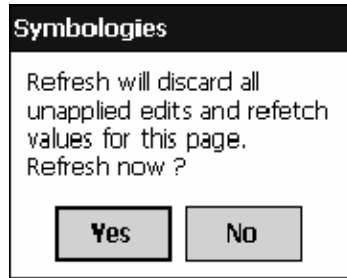 Symbologies
Refresh will discard all
unapplied edits and refetch
values for this page.
Refresh now ?
Yes
No